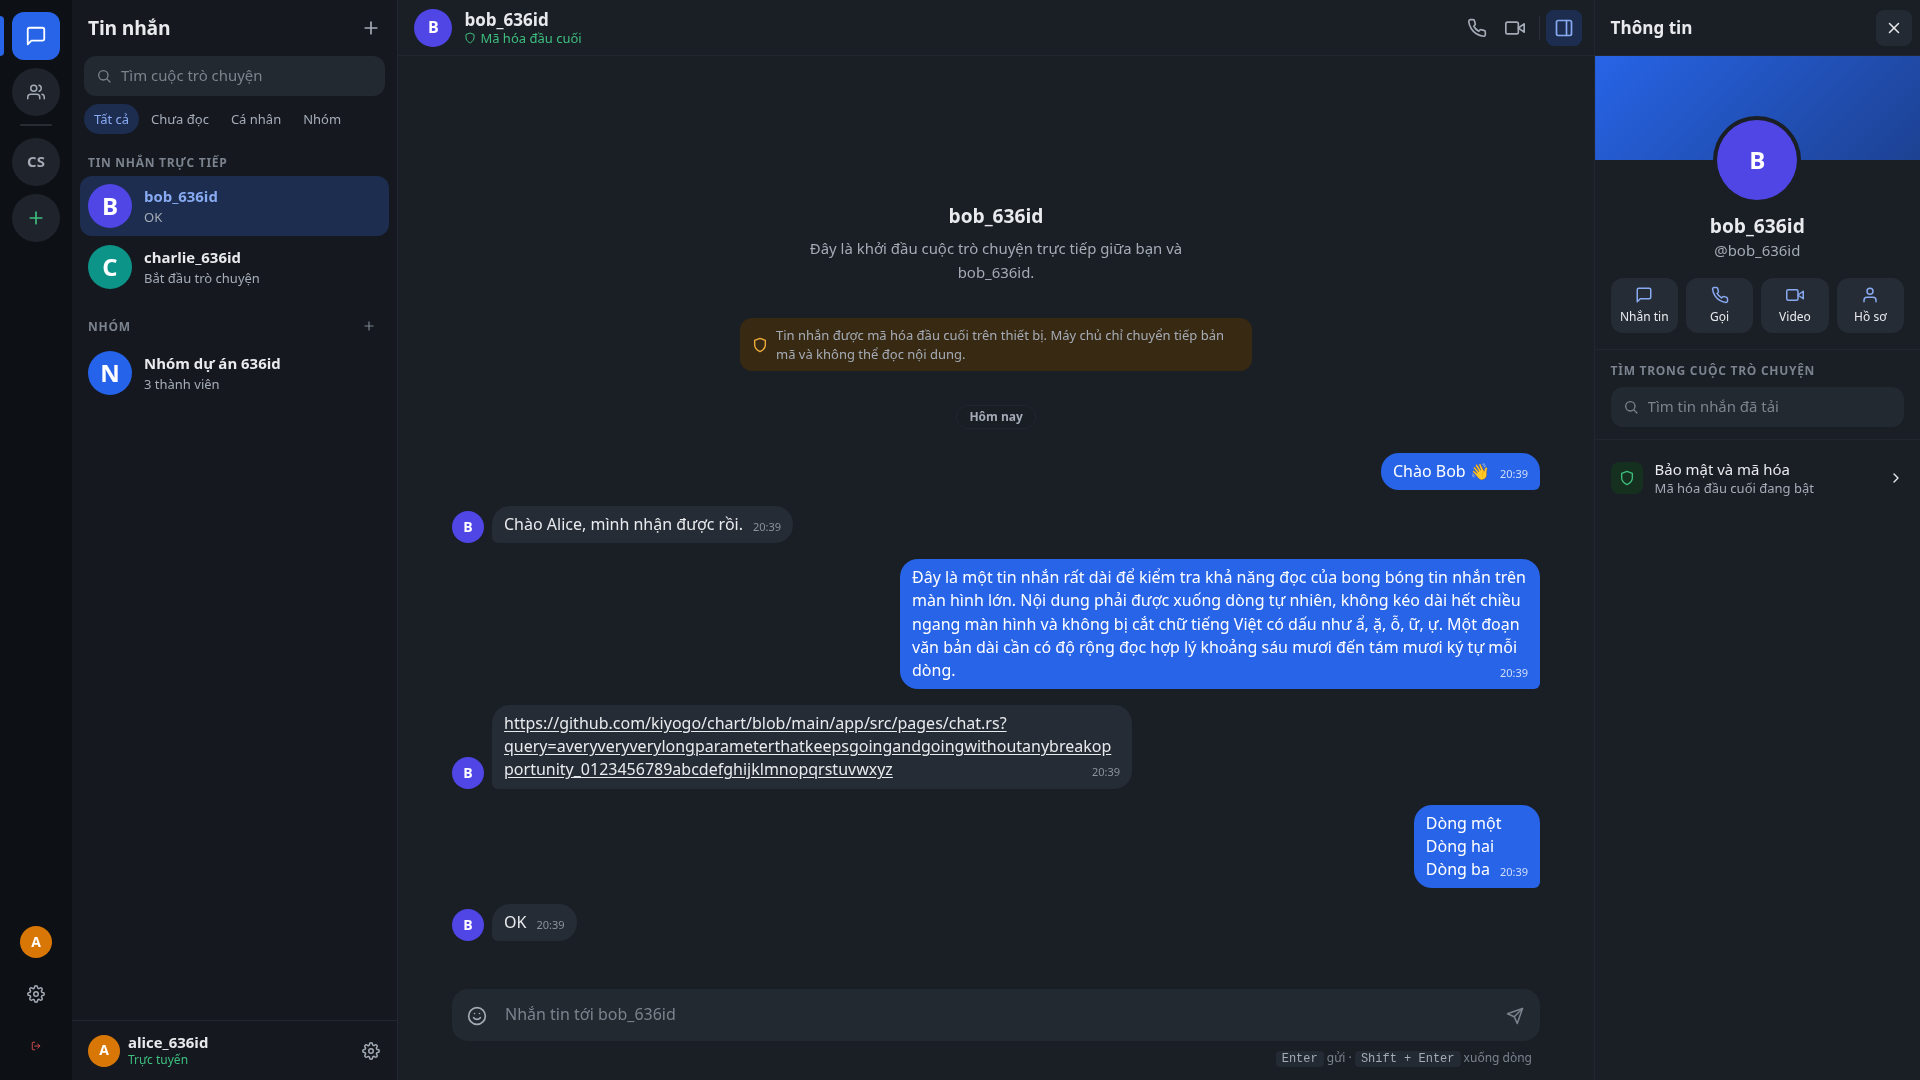 CS
A
Tin nhắn
Tìm cuộc trò chuyện
Tất cả
Chưa đọc
Cá nhân
Nhóm
TIN NHẮN TRỰC TIẾP
B
bob_636id
OK
C
charlie_636id
Bắt đầu trò chuyện
NHÓM
N
Nhóm dự án 636id
3 thành viên
A
alice_636id
Trực tuyến
B
bob_636id
Mã hóa đầu cuối
bob_636id
Đây là khởi đầu cuộc trò chuyện trực tiếp giữa bạn và
bob_636id.
Tin nhắn được mã hóa đầu cuối trên thiết bị. Máy chủ chỉ chuyển tiếp bản
mã và không thể đọc nội dung.
Hôm nay
Chào Bob 👋 20:39
B
Chào Alice, mình nhận được rồi. 20:39
Đây là một tin nhắn rất dài để kiểm tra khả năng đọc của bong bóng tin nhắn trên
màn hình lớn. Nội dung phải được xuống dòng tự nhiên, không kéo dài hết chiều
ngang màn hình và không bị cắt chữ tiếng Việt có dấu như ẩ, ặ, ỗ, ữ, ự. Một đoạn
văn bản dài cần có độ rộng đọc hợp lý khoảng sáu mươi đến tám mươi ký tự mỗi
dòng. 20:39
https://github.com/kiyogo/chart/blob/main/app/src/pages/chat.rs?
query=averyveryverylongparameterthatkeepsgoingandgoingwithoutanybreakop
portunity_0123456789abcdefghijklmnopqrstuvwxyz 20:39
B
Dòng một
Dòng hai
Dòng ba 20:39
B
OK 20:39
Nhắn tin tới bob_636id
Enter gửi · Shift + Enter xuống dòng
Thông tin
B
bob_636id
@bob_636id
Nhắn tin
Gọi
Video
Hồ sơ
TÌM TRONG CUỘC TRÒ CHUYỆN
Tìm tin nhắn đã tải
Bảo mật và mã hóa
Mã hóa đầu cuối đang bật